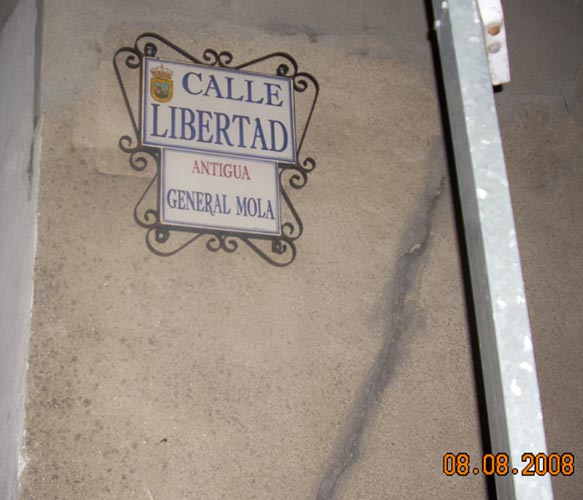 CALLE
LIBERTAD
ANTIGUA
GENERAL MOLA
08.08.2008